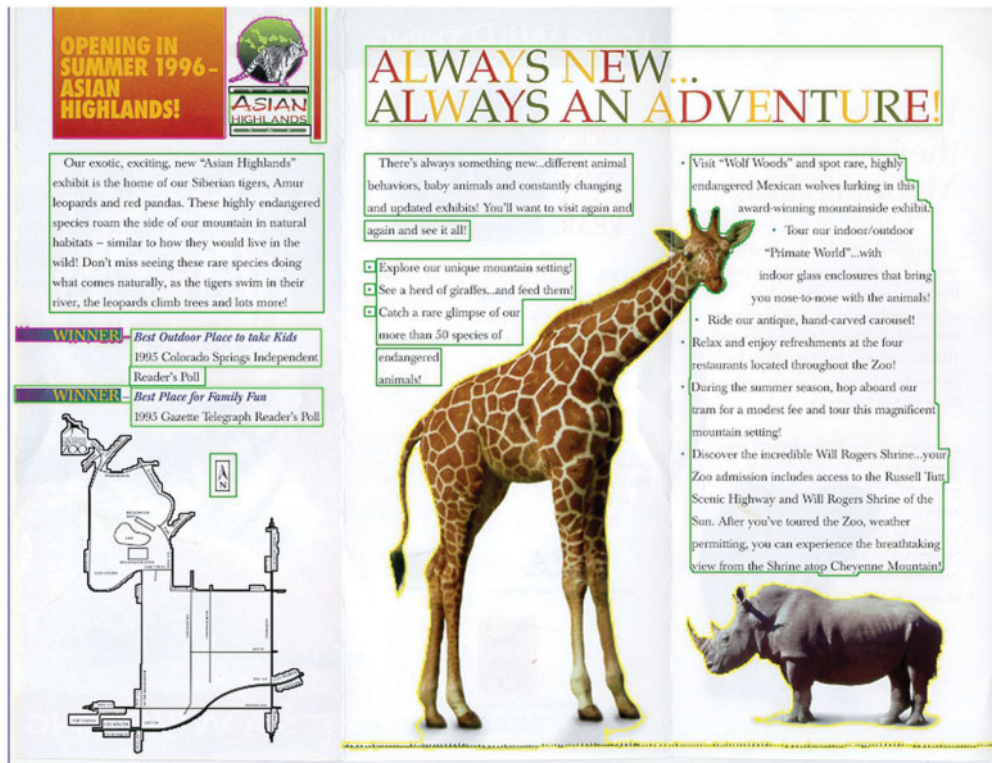 OPENING IN
SUMMER 1996–
ASIAN
HIGHLANDS!
ASIAN
HIGHLANDS
Our exotic, exciting, new “Asian Highlands”
exhibit is the home of our Siberian tigers, Amur
leopards and red pandas. These highly endangered
species roam the side of our mountain in natural
habitats – similar to how they would live in the
wild! Don’t miss seeing these rare species doing
what comes naturally, as the tigers swim in their
river, the leopards climb trees and lots more!
WINNER – Best Outdoor Place to take Kids
1995 Colorado Springs Independent
Reader’s Poll
WINNER – Best Place for Family Fun
1995 Gazette Telegraph Reader’s Poll
ZOO
N
ALWAYS NEW...
ALWAYS AN ADVENTURE!
There’s always something new...different animal
behaviors, baby animals and constantly changing
and updated exhibits! You’ll want to visit again and
again and see it all!
• Explore our unique mountain setting!
• See a herd of giraffes...and feed them!
• Catch a rare glimpse of our
more than 50 species of
endangered
animals!
• Visit “Wolf Woods” and spot rare, highly
endangered Mexican wolves lurking in this
award-winning mountainside exhibit.
• Tour our indoor/outdoor
“Primate World”...with
indoor glass enclosures that bring
you nose-to-nose with the animals!
• Ride our antique, hand-carved carousel!
• Relax and enjoy refreshments at the four
restaurants located throughout the Zoo!
• During the summer season, hop aboard our
tram for a modest fee and tour this magnificent
mountain setting!
• Discover the incredible Will Rogers Shrine...your
Zoo admission includes access to the Russell Tutt
Scenic Highway and Will Rogers Shrine of the
Sun. After you’ve toured the Zoo, weather
permitting, you can experience the breathtaking
view from the Shrine atop Cheyenne Mountain!